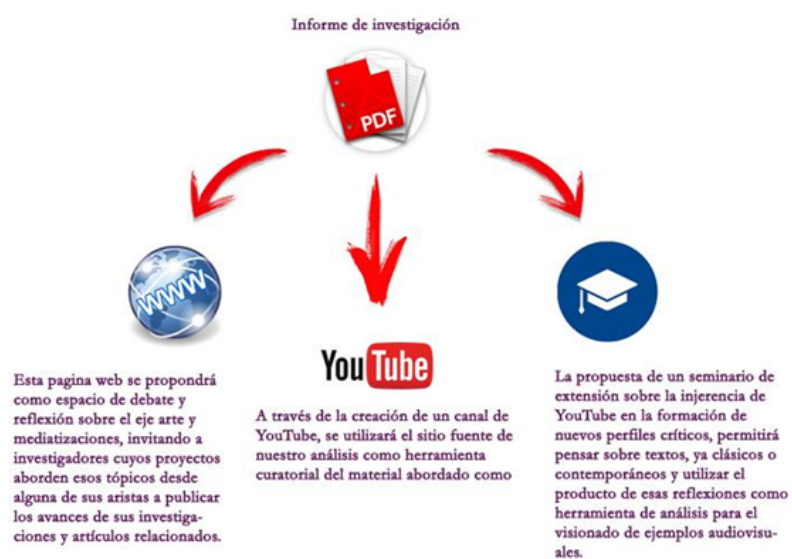 Informe de investigación
PDF
WWW
YouTube
Esta pagina web se propondrá
como espacio de debate y
reflexión sobre el eje arte y
mediatizaciones, invitando a
investigadores cuyos proyectos
aborden esos tópicos desde
alguna de sus aristas a publicar
los avances de sus investiga-
ciones y artículos relacionados.
A través de la creación de un canal de
YouTube, se utilizará el sitio fuente de
nuestro análisis como herramienta
curatorial del material abordado como
La propuesta de un seminario de
extensión sobre la injerencia de
YouTube en la formación de
nuevos perfiles críticos, permitirá
pensar sobre textos, ya clásicos o
contemporáneos y utilizar el
producto de esas reflexiones como
herramienta de análisis para el
visionado de ejemplos audiovisu-
ales.